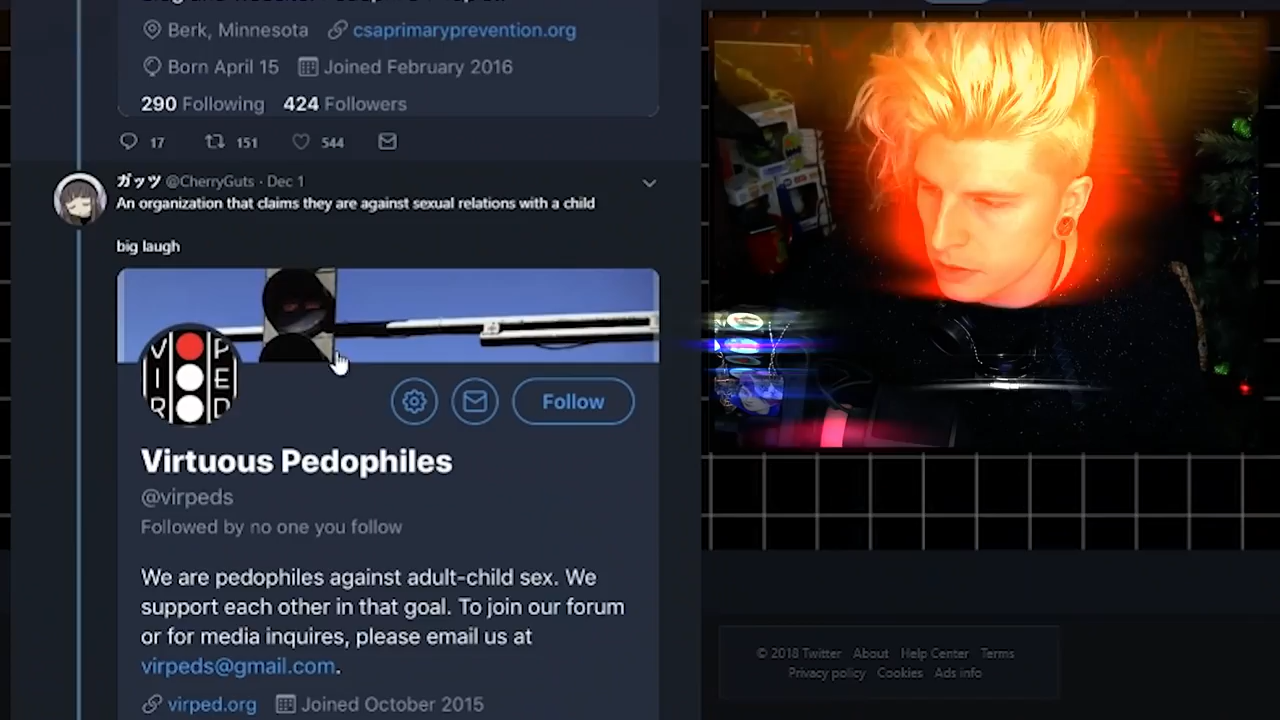 Berk, Minnesota csaprimaryprevention.org
Born April 15 Joined February 2016
290 Following 424 Followers
17 151 544
ガッツ @CherryGuts · Dec 1
An organization that claims they are against sexual relations with a child
big laugh
V P
I E
R D
Follow
Virtuous Pedophiles
@virpeds
Followed by no one you follow
We are pedophiles against adult-child sex. We
support each other in that goal. To join our forum
or for media inquires, please email us at
virpeds@gmail.com.
virped.org Joined October 2015
© 2018 Twitter About Help Center Terms
Privacy policy Cookies Ads info